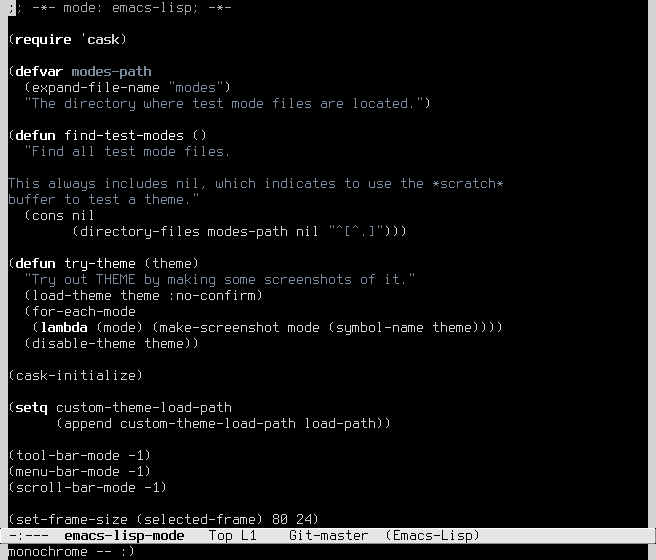 ;; -*- mode: emacs-lisp; -*-

(require 'cask)

(defvar modes-path
  (expand-file-name "modes")
  "The directory where test mode files are located.")

(defun find-test-modes ()
  "Find all test mode files.

This always includes nil, which indicates to use the *scratch*
buffer to test a theme."
  (cons nil
        (directory-files modes-path nil "^[^.]")))

(defun try-theme (theme)
  "Try out THEME by making some screenshots of it."
  (load-theme theme :no-confirm)
  (for-each-mode
   (lambda (mode) (make-screenshot mode (symbol-name theme))))
  (disable-theme theme))

(cask-initialize)

(setq custom-theme-load-path
      (append custom-theme-load-path load-path))

(tool-bar-mode -1)
(menu-bar-mode -1)
(scroll-bar-mode -1)

(set-frame-size (selected-frame) 80 24)
-:---  emacs-lisp-mode   Top L1    Git-master  (Emacs-Lisp)
monochrome -- :)